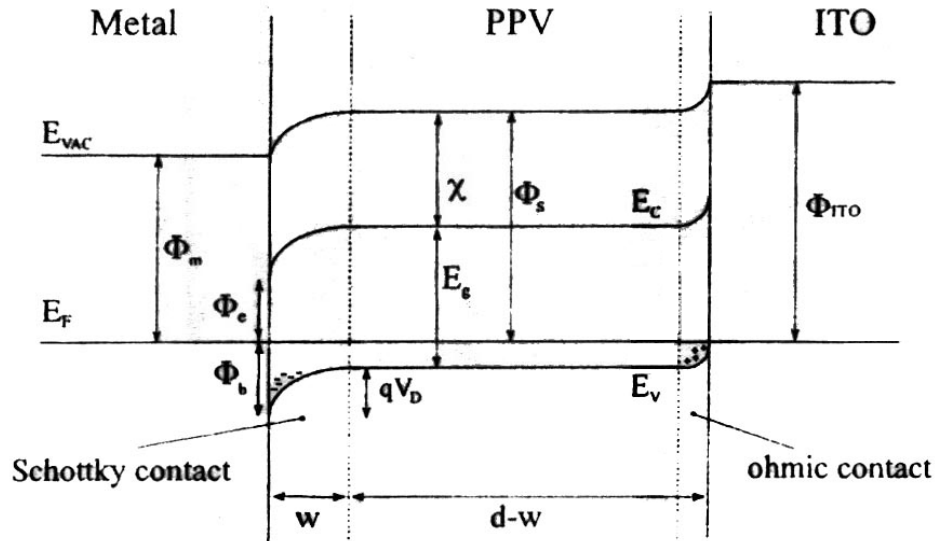 Metal PPV ITO
E_VAC
χ Φ_s E_C Φ_ITO
Φ_m
E_g
E_F Φ_e
Φ_b qV_D E_V
Schottky contact ohmic contact
w d-w